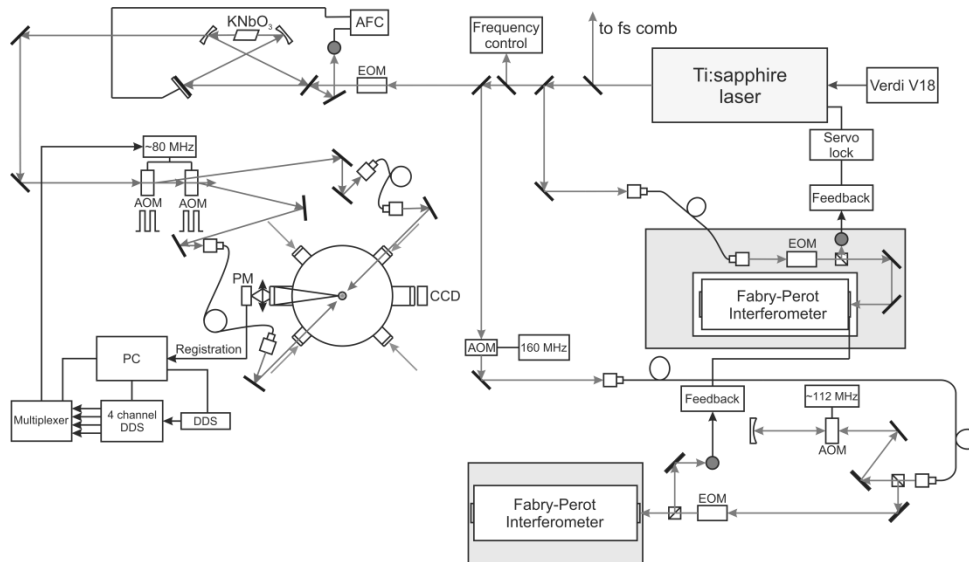 KNbO₃
AFC
EOM
Frequency
control
to fs comb
Ti:sapphire
laser
Verdi V18
Servo
lock
Feedback
~80 MHz
AOM
AOM
EOM
Fabry-Perot
Interferometer
PM
CCD
Registration
PC
Multiplexer
4 channel
DDS
DDS
AOM
160 MHz
Feedback
~112 MHz
AOM
EOM
Fabry-Perot
Interferometer